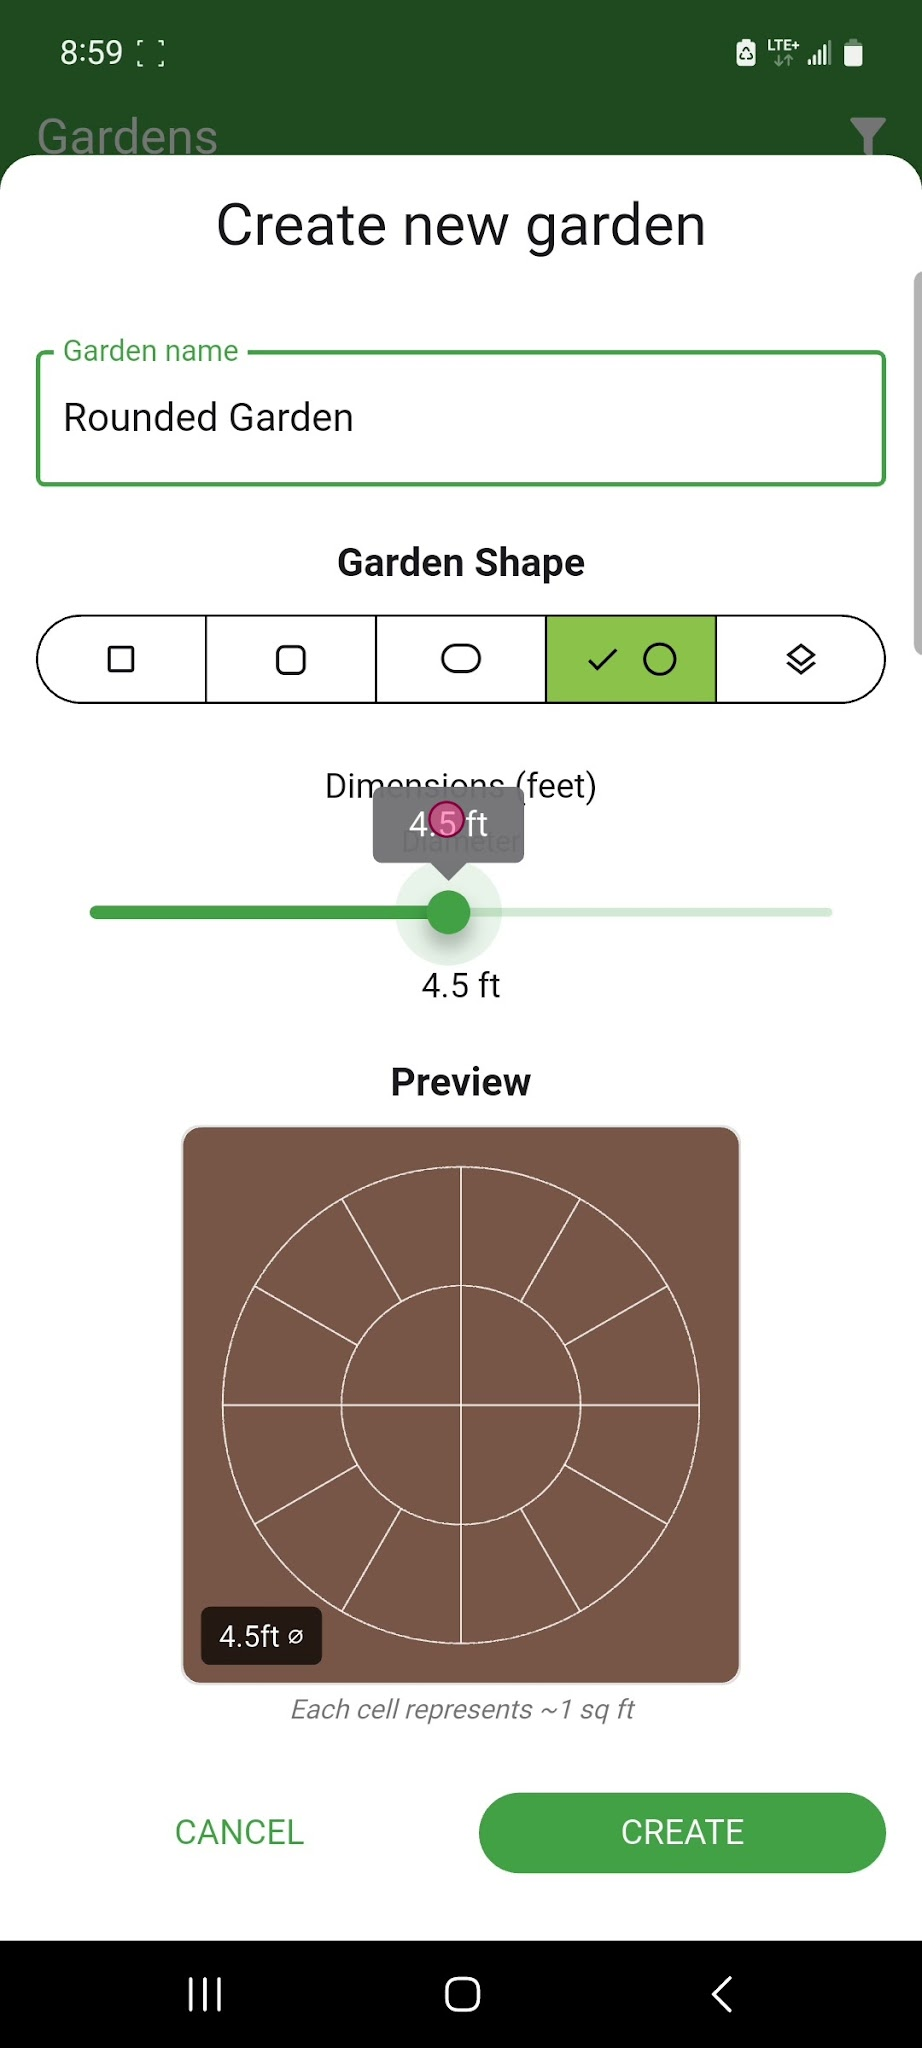 8:59
LTE+
Gardens
Create new garden
Garden name
Rounded Garden
Garden Shape
Dimensions (feet)
4.5 ft
Diameter
4.5 ft
Preview
4.5ft ⌀
Each cell represents ~1 sq ft
CANCEL
CREATE